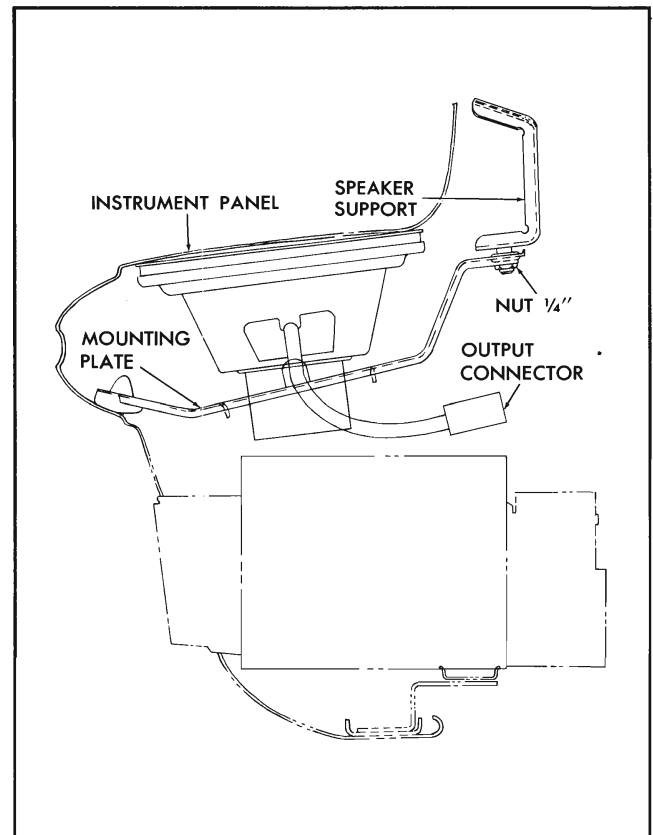 INSTRUMENT PANEL
SPEAKER
SUPPORT
NUT ¼"
MOUNTING
PLATE
OUTPUT
CONNECTOR